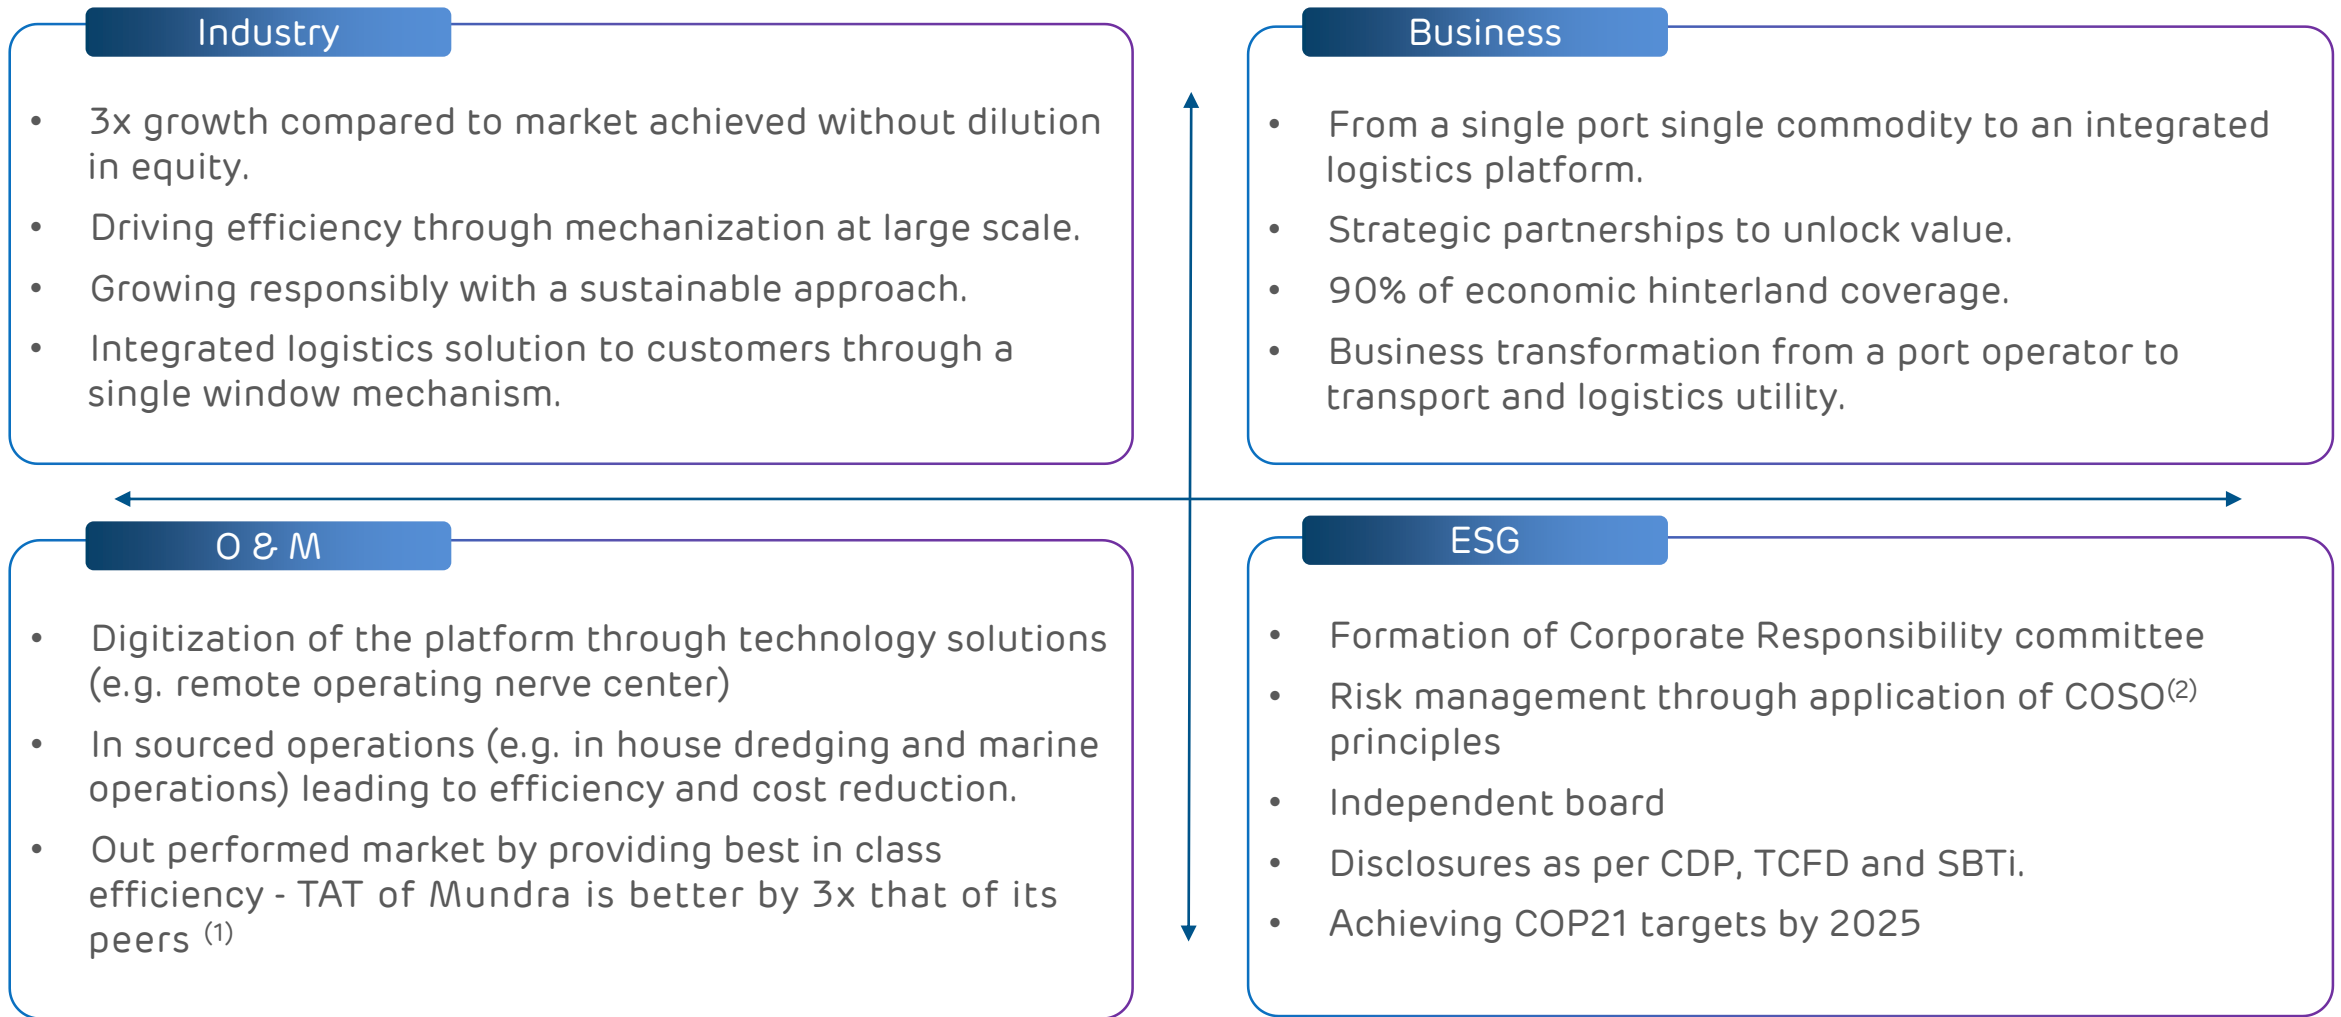 Industry
• 3x growth compared to market achieved without dilution
in equity.
• Driving efficiency through mechanization at large scale.
• Growing responsibly with a sustainable approach.
• Integrated logistics solution to customers through a
single window mechanism.
Business
• From a single port single commodity to an integrated
logistics platform.
• Strategic partnerships to unlock value.
• 90% of economic hinterland coverage.
• Business transformation from a port operator to
transport and logistics utility.
O & M
• Digitization of the platform through technology solutions
(e.g. remote operating nerve center)
• In sourced operations (e.g. in house dredging and marine
operations) leading to efficiency and cost reduction.
• Out performed market by providing best in class
efficiency - TAT of Mundra is better by 3x that of its
peers (1)
ESG
• Formation of Corporate Responsibility committee
• Risk management through application of COSO(2)
principles
• Independent board
• Disclosures as per CDP, TCFD and SBTi.
• Achieving COP21 targets by 2025